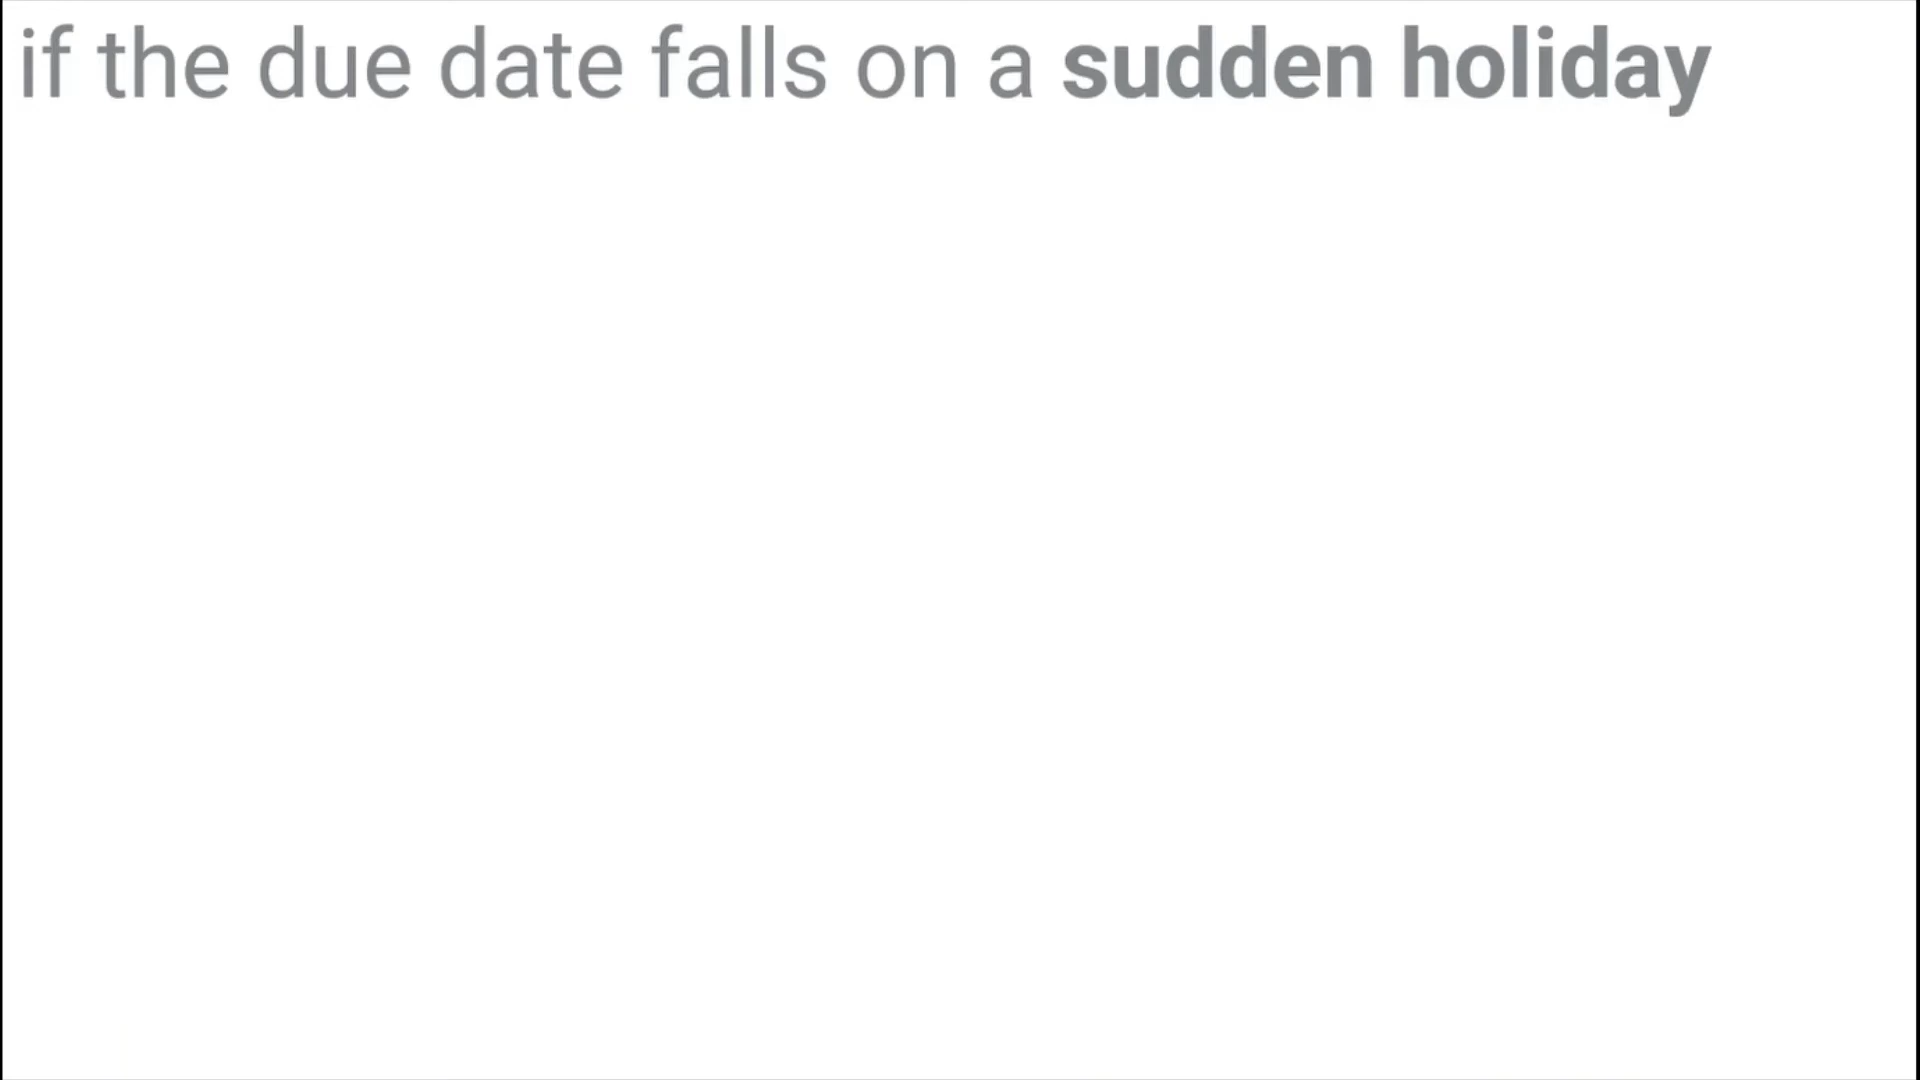 if the due date falls on a sudden holiday